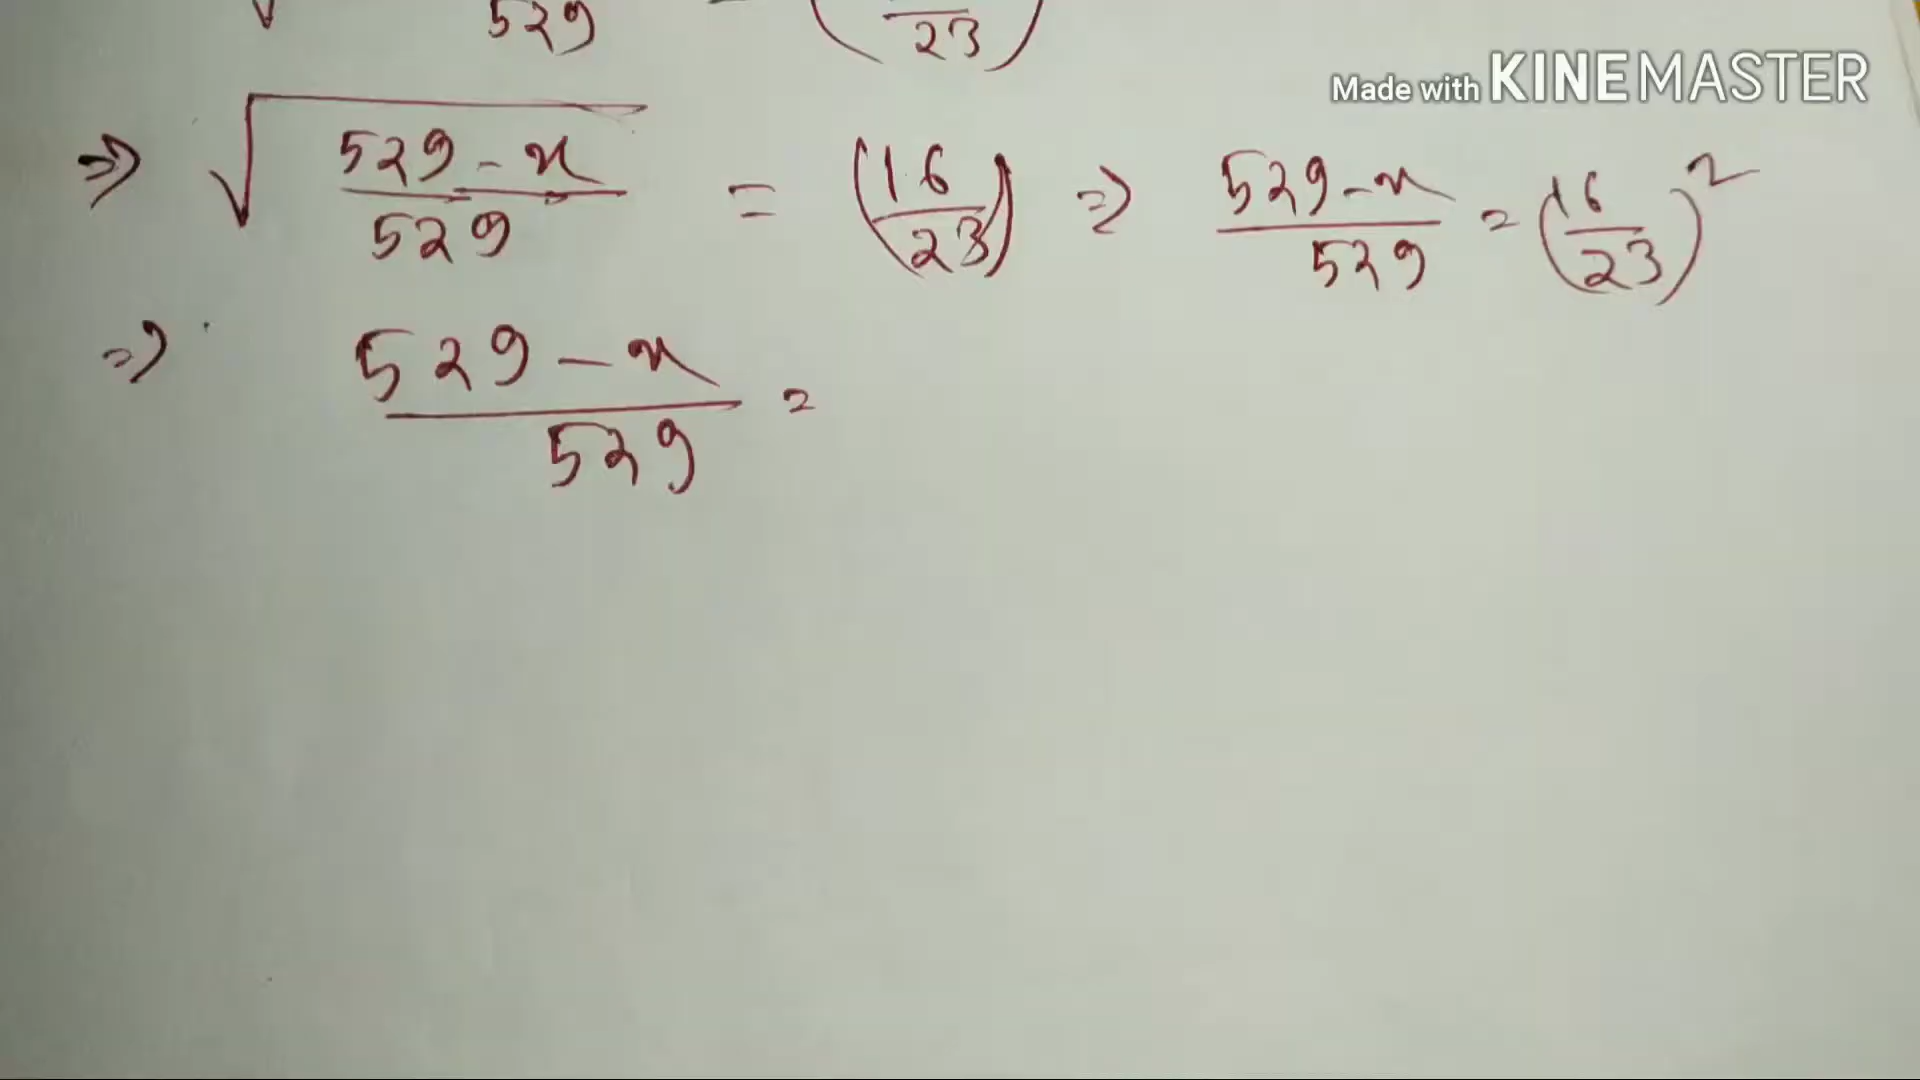 √ 529 = ( 23 )
Made with KINEMASTER
⇒ √((529 - x)/529) = (16/23) ⇒ (529 - x)/529 = (16/23)²
⇒ (529 - x)/529 =